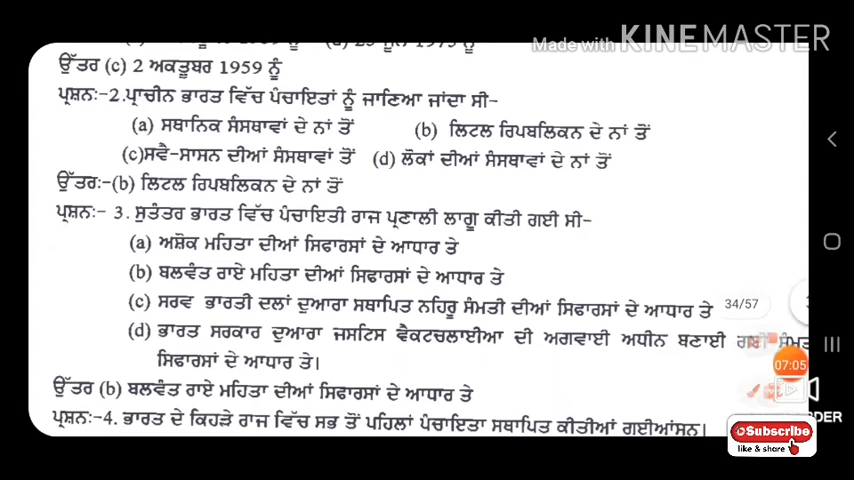 Made with KINEMASTER
ਉੱਤਰ (c) 2 ਅਕਤੂਬਰ 1959 ਨੂੰ
ਪ੍ਰਸ਼ਨਃ-2.ਪ੍ਰਾਚੀਨ ਭਾਰਤ ਵਿੱਚ ਪੰਚਾਇਤਾਂ ਨੂੰ ਜਾਣਿਆ ਜਾਂਦਾ ਸੀ-
(a) ਸਥਾਨਿਕ ਸੰਸਥਾਵਾਂ ਦੇ ਨਾਂ ਤੋਂ (b) ਲਿਟਲ ਰਿਪਬਲਿਕਨ ਦੇ ਨਾਂ ਤੋਂ
(c)ਸਵੈ-ਸਾਸਨ ਦੀਆਂ ਸੰਸਥਾਵਾਂ ਤੋਂ (d) ਲੋਕਾਂ ਦੀਆਂ ਸੰਸਥਾਵਾਂ ਦੇ ਨਾਂ ਤੋਂ
ਉੱਤਰਃ-(b) ਲਿਟਲ ਰਿਪਬਲਿਕਨ ਦੇ ਨਾਂ ਤੋਂ
ਪ੍ਰਸ਼ਨਃ- 3. ਸੁਤੰਤਰ ਭਾਰਤ ਵਿੱਚ ਪੰਚਾਇਤੀ ਰਾਜ ਪ੍ਰਣਾਲੀ ਲਾਗੂ ਕੀਤੀ ਗਈ ਸੀ-
(a) ਅਸ਼ੋਕ ਮਹਿਤਾ ਦੀਆਂ ਸਿਫਾਰਸਾਂ ਦੇ ਆਧਾਰ ਤੇ
(b) ਬਲਵੰਤ ਰਾਏ ਮਹਿਤਾ ਦੀਆਂ ਸਿਫਾਰਸਾਂ ਦੇ ਆਧਾਰ ਤੇ
(c) ਸਰਵ ਭਾਰਤੀ ਦਲਾਂ ਦੁਆਰਾ ਸਥਾਪਿਤ ਨਹਿਰੂ ਸੰਮਤੀ ਦੀਆਂ ਸਿਫਾਰਸਾਂ ਦੇ ਆਧਾਰ ਤੇ
34/57
(d) ਭਾਰਤ ਸਰਕਾਰ ਦੁਆਰਾ ਜਸਟਿਸ ਵੈਕਟਚਲਾਈਆ ਦੀ ਅਗਵਾਈ ਅਧੀਨ ਬਣਾਈ
ਸਿਫਾਰਸਾਂ ਦੇ ਆਧਾਰ ਤੇ।
07:05
ਉੱਤਰ (b) ਬਲਵੰਤ ਰਾਏ ਮਹਿਤਾ ਦੀਆਂ ਸਿਫਾਰਸਾਂ ਦੇ ਆਧਾਰ ਤੇ
ਪ੍ਰਸ਼ਨਃ-4. ਭਾਰਤ ਦੇ ਕਿਹੜੇ ਰਾਜ ਵਿੱਚ ਸਭ ਤੋਂ ਪਹਿਲਾਂ ਪੰਚਾਇਤਾ ਸਥਾਪਿਤ ਕੀਤੀਆਂ ਗਈਆਂਸਨ।
Subscribe
like & share